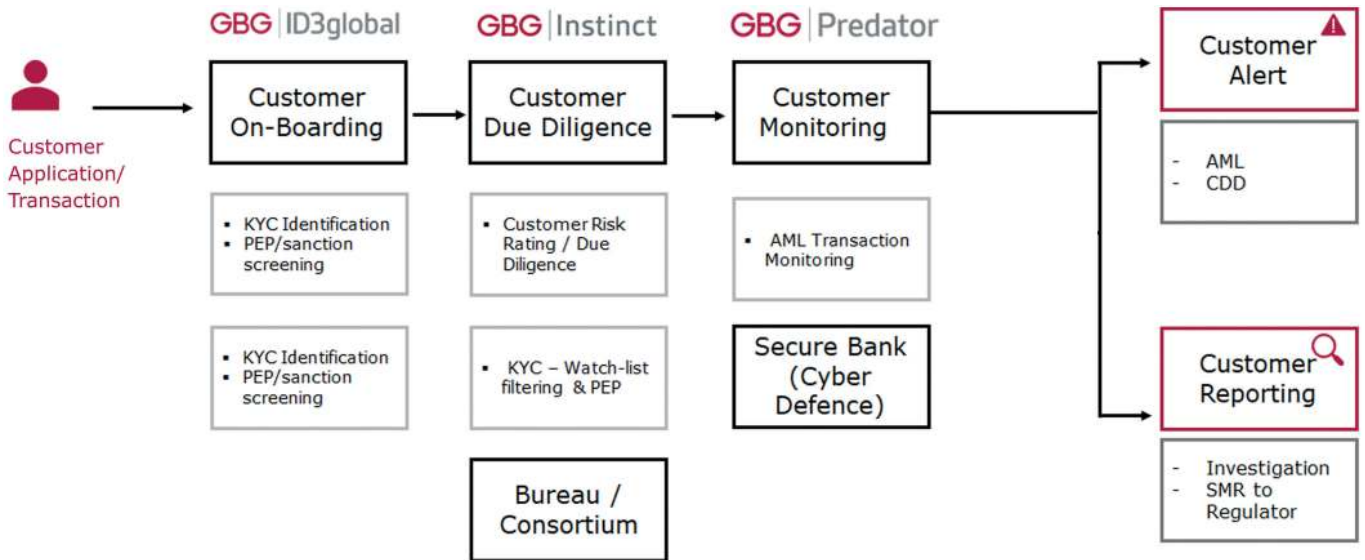 GBG | ID3global
GBG | Instinct
GBG | Predator
Customer
Application/
Transaction
Customer
On-Boarding
▪ KYC Identification
▪ PEP/sanction
screening
▪ KYC Identification
▪ PEP/sanction
screening
Customer
Due Diligence
▪ Customer Risk
Rating / Due
Diligence
▪ KYC – Watch-list
filtering & PEP
Bureau /
Consortium
Customer
Monitoring
▪ AML Transaction
Monitoring
Secure Bank
(Cyber
Defence)
Customer
Alert
- AML
- CDD
Customer
Reporting
- Investigation
- SMR to
Regulator